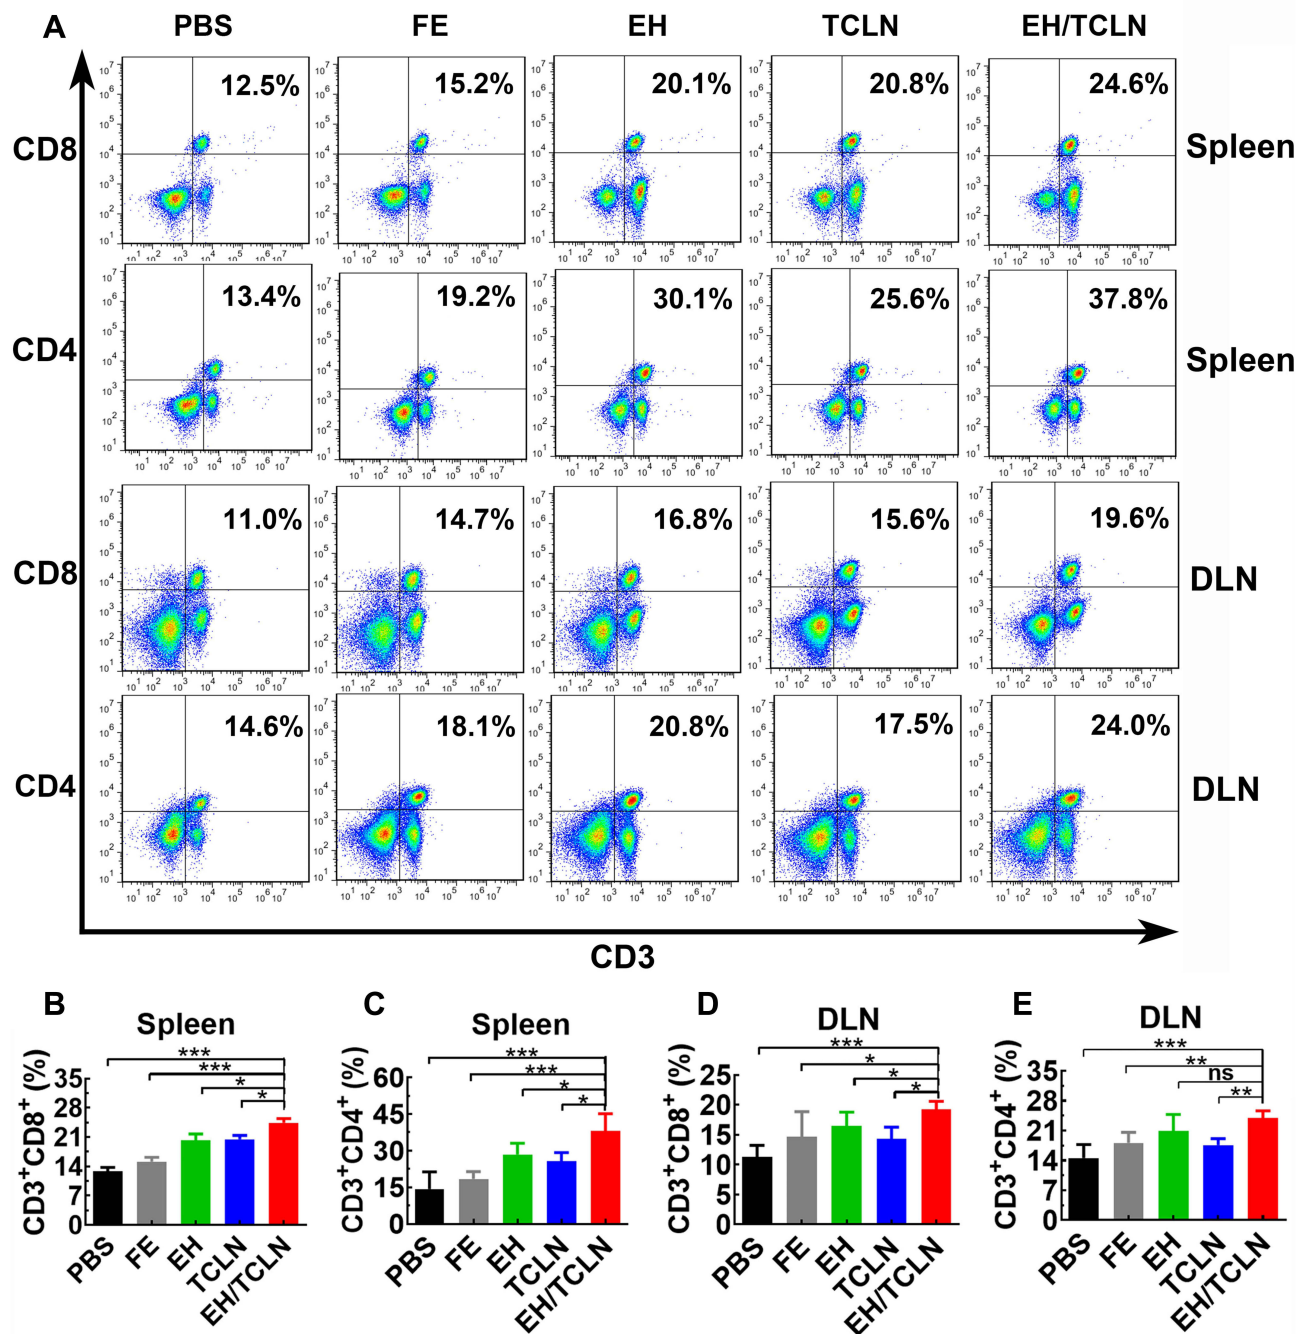 A PBS FE EH TCLN EH/TCLN
CD8 12.5% 15.2% 20.1% 20.8% 24.6% Spleen
CD4 13.4% 19.2% 30.1% 25.6% 37.8% Spleen
CD8 11.0% 14.7% 16.8% 15.6% 19.6% DLN
CD4 14.6% 18.1% 20.8% 17.5% 24.0% DLN
CD3
B
Spleen
***
***
*
*
CD3+CD8+ (%)
35
28
21
14
7
0
PBS FE EH TCLN EH/TCLN
C
Spleen
***
***
*
*
CD3+CD4+ (%)
60
45
30
15
0
PBS FE EH TCLN EH/TCLN
D
DLN
***
*
*
*
CD3+CD8+ (%)
25
20
15
10
5
0
PBS FE EH TCLN EH/TCLN
E
DLN
***
**
ns
**
CD3+CD4+ (%)
35
28
21
14
7
0
PBS FE EH TCLN EH/TCLN